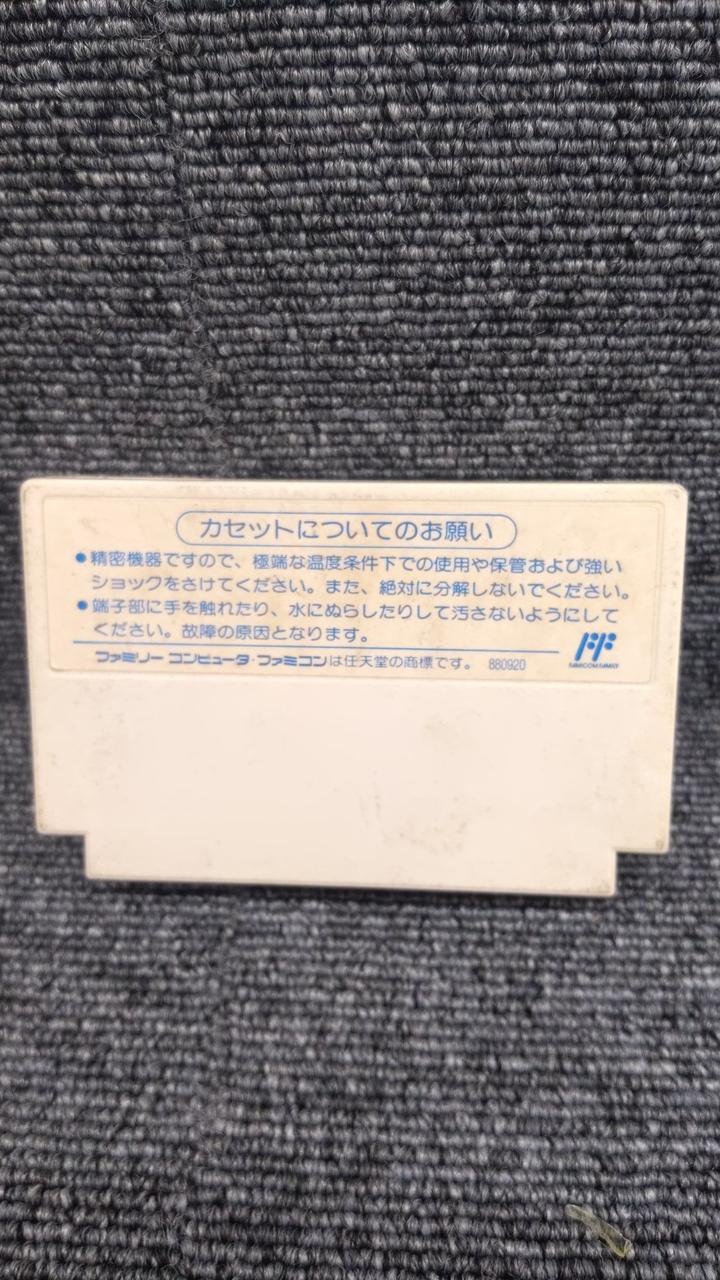 カセットについてのお願い
●精密機器ですので、極端な温度条件下での使用や保管および強い
ショックをさけてください。また、絶対に分解しないでください。
●端子部に手を触れたり、水にぬらしたりして汚さないようにして
ください。故障の原因となります。
ファミリーコンピュータ・ファミコンは任天堂の商標です。 880920
FF
FAMICOM FAMILY